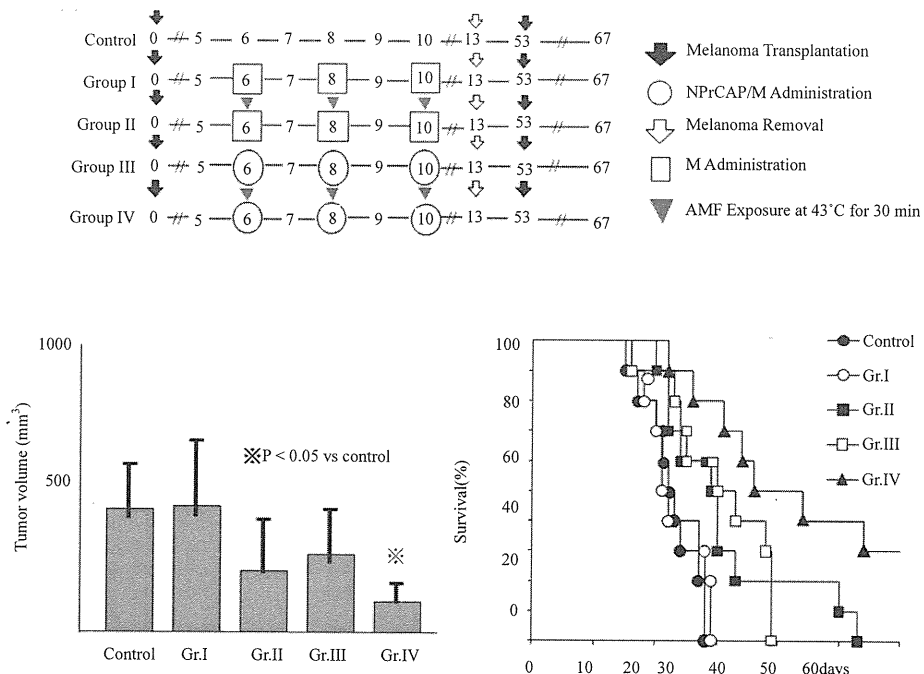 Control 0 5 6 7 8 9 10 13 53 67
Group I 0 5 6 7 8 9 10 13 53 67
Group II 0 5 6 7 8 9 10 13 53 67
Group III 0 5 6 7 8 9 10 13 53 67
Group IV 0 5 6 7 8 9 10 13 53 67
Melanoma Transplantation
NPrCAP/M Administration
Melanoma Removal
M Administration
AMF Exposure at 43°C for 30 min
Tumor volume (mm³)
1000
500
※P < 0.05 vs control
※
Control Gr.I Gr.II Gr.III Gr.IV
Survival(%)
100
80
60
40
20
0
0 10 20 30 40 50 60days
Control
Gr.I
Gr.II
Gr.III
Gr.IV